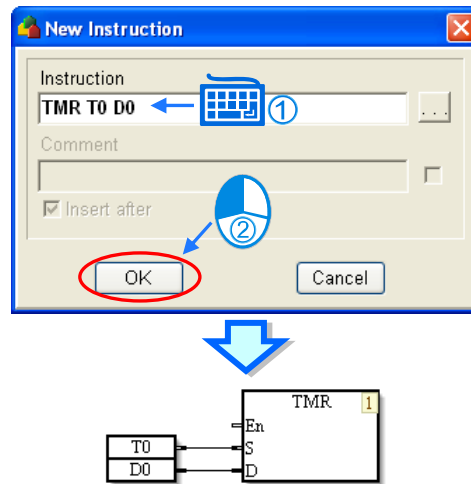 New Instruction
Instruction
TMR T0 D0
①
...
Comment
Insert after
②
OK
Cancel
TMR
1
En
T0
S
D0
D